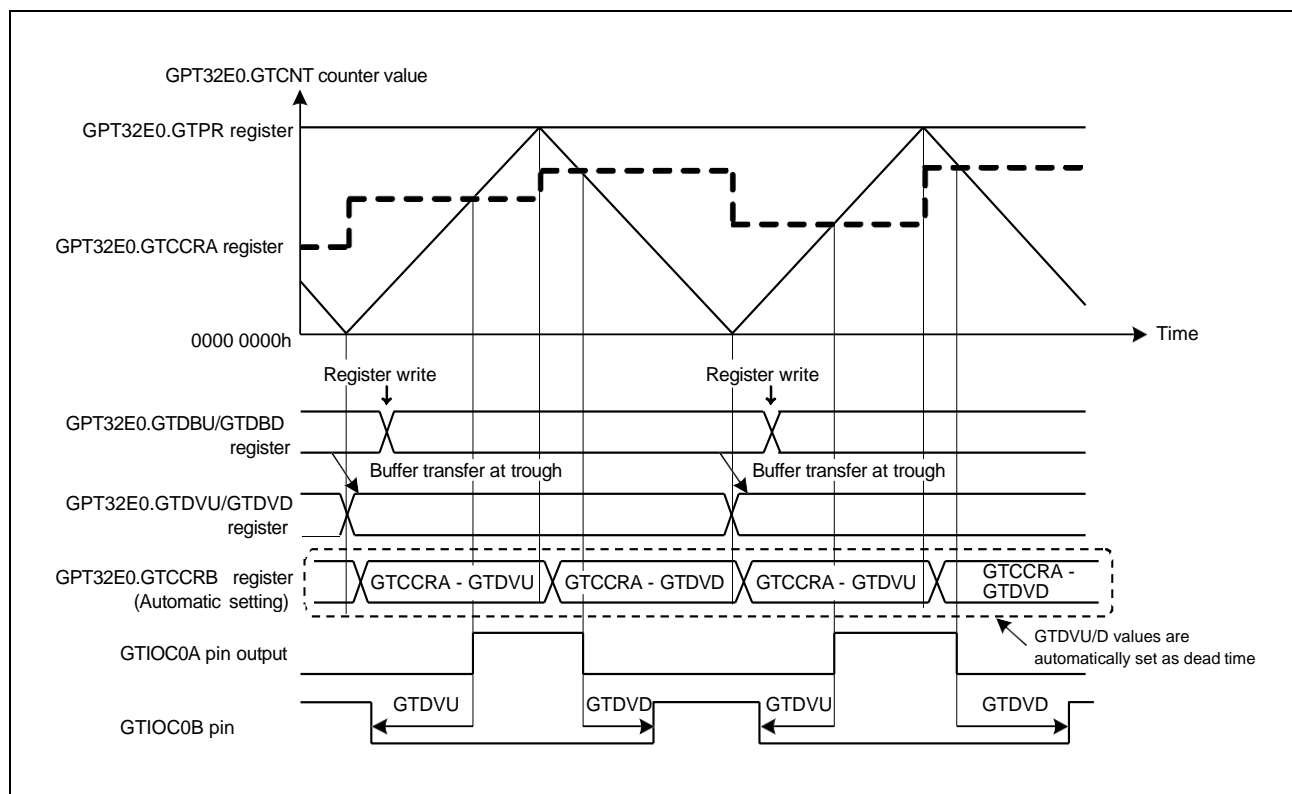 GPT32E0.GTCNT counter value
GPT32E0.GTPR register
GPT32E0.GTCCRA register
0000 0000h
Time
Register write
Register write
GPT32E0.GTDBU/GTDBD
register
Buffer transfer at trough
Buffer transfer at trough
GPT32E0.GTDVU/GTDVD
register
GPT32E0.GTCCRB register
(Automatic setting)
GTCCRA - GTDVU
GTCCRA - GTDVD
GTCCRA - GTDVU
GTCCRA -
GTDVD
GTIOC0A pin output
GTDVU/D values are
automatically set as dead time
GTDVU
GTDVD
GTDVU
GTDVD
GTIOC0B pin